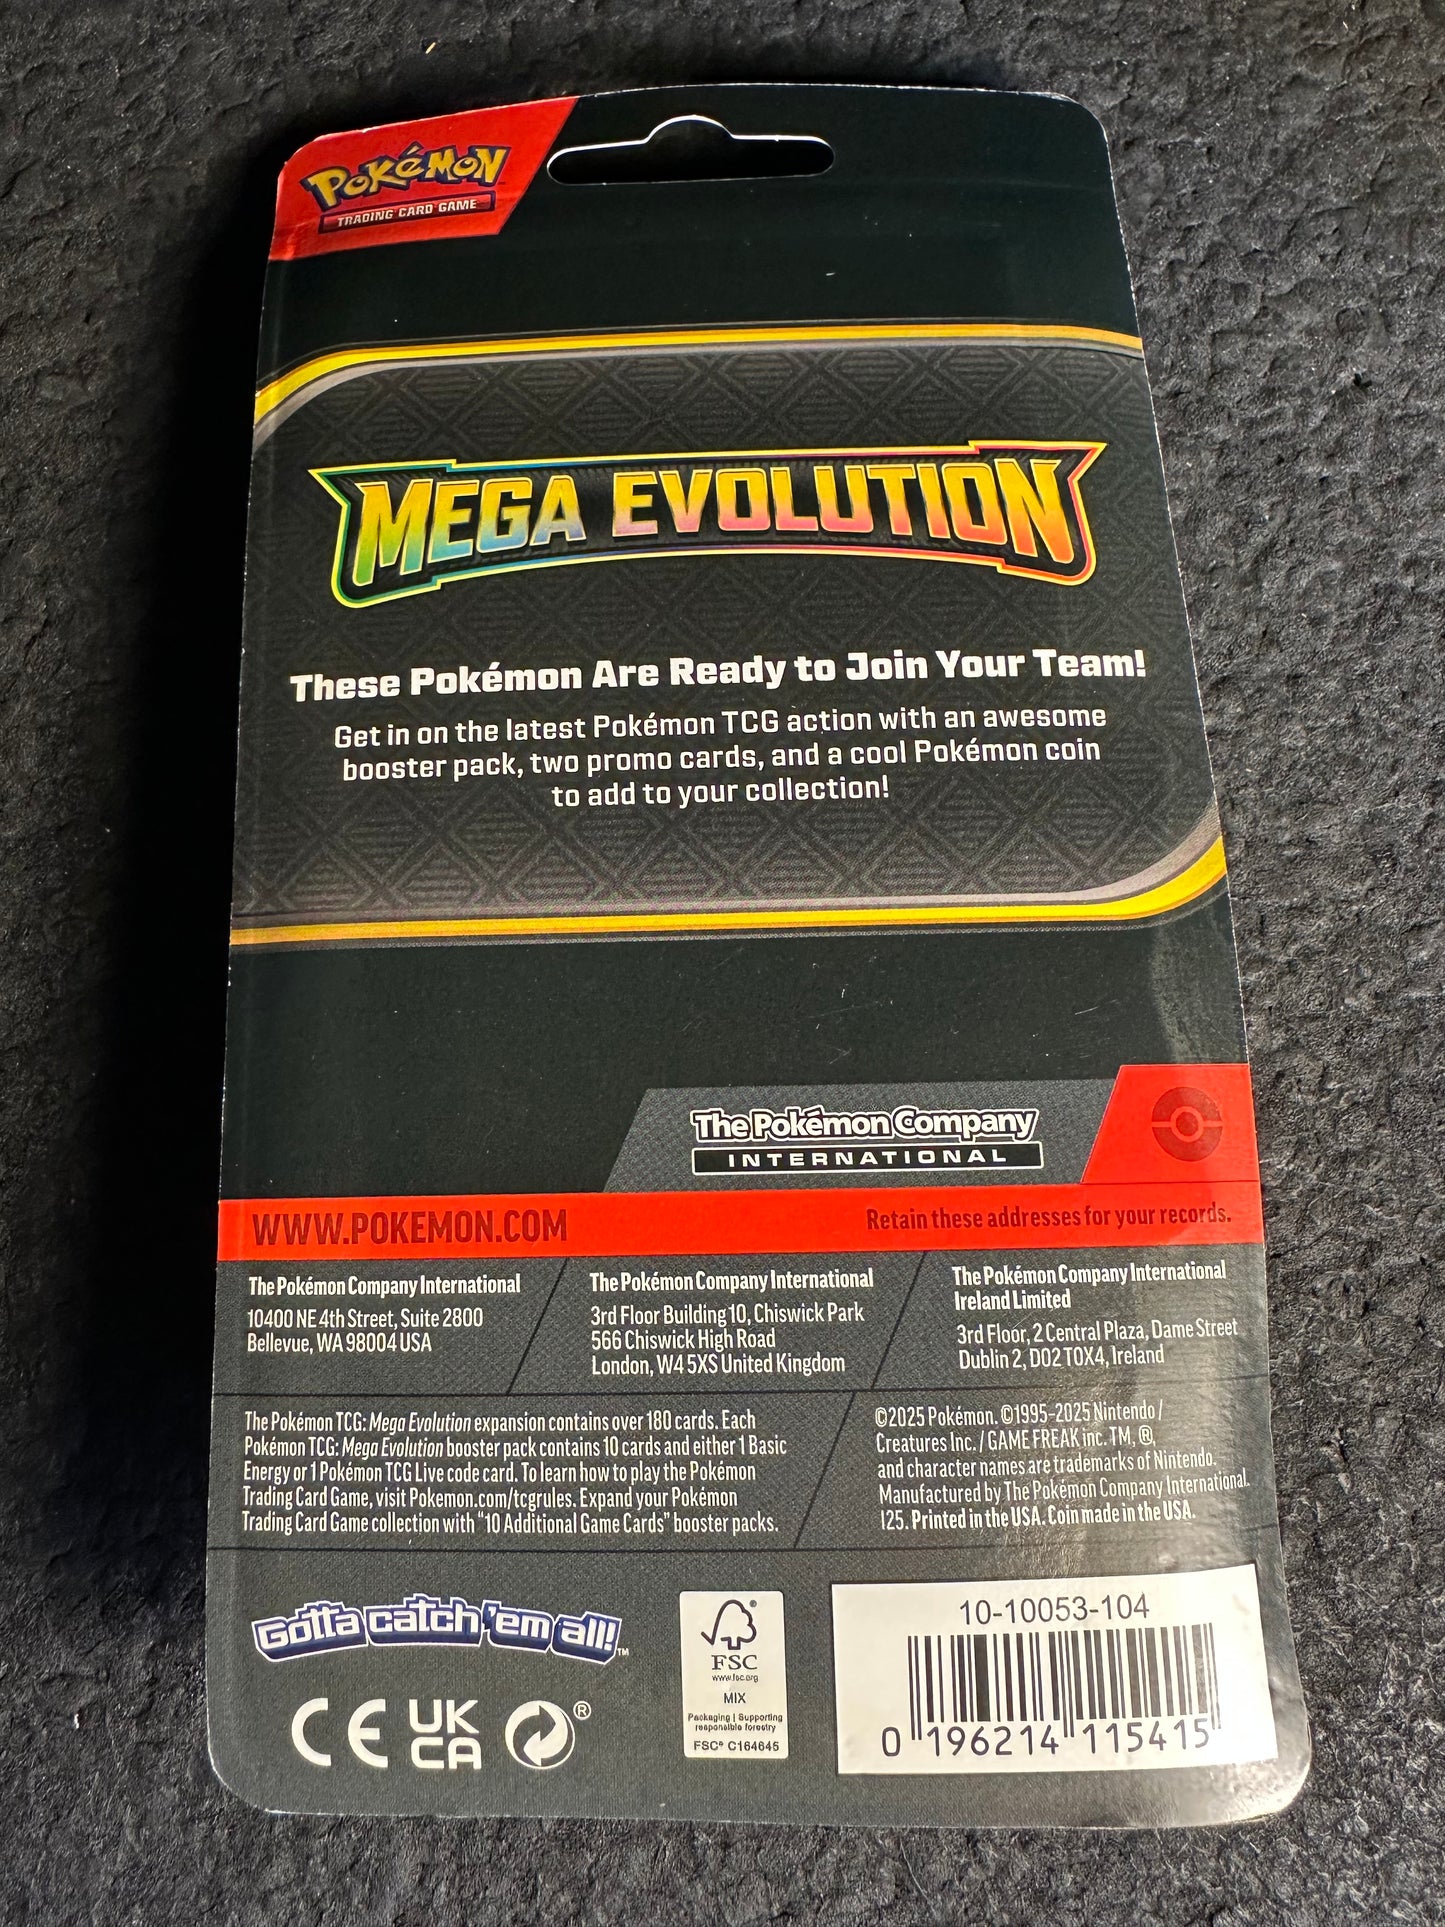 POKéMON
TRADING CARD GAME
MEGA EVOLUTION
These Pokémon Are Ready to Join Your Team!
Get in on the latest Pokémon TCG action with an awesome
booster pack, two promo cards, and a cool Pokémon coin
to add to your collection!
The Pokémon Company
INTERNATIONAL
WWW.POKEMON.COM
Retain these addresses for your records.
The Pokémon Company International
10400 NE 4th Street, Suite 2800
Bellevue, WA 98004 USA
The Pokémon Company International
3rd Floor Building 10, Chiswick Park
566 Chiswick High Road
London, W4 5XS United Kingdom
The Pokémon Company International
Ireland Limited
3rd Floor, 2 Central Plaza, Dame Street
Dublin 2, D02 T0X4, Ireland
The Pokémon TCG: Mega Evolution expansion contains over 180 cards. Each
Pokémon TCG: Mega Evolution booster pack contains 10 cards and either 1 Basic
Energy or 1 Pokémon TCG Live code card. To learn how to play the Pokémon
Trading Card Game, visit Pokemon.com/tcgrules. Expand your Pokémon
Trading Card Game collection with “10 Additional Game Cards” booster packs.
©2025 Pokémon. ©1995–2025 Nintendo /
Creatures Inc. / GAME FREAK inc. TM, ®,
and character names are trademarks of Nintendo.
Manufactured by The Pokémon Company International.
125. Printed in the USA. Coin made in the USA.
Gotta catch 'em all!™
CE
UK
CA
®
®
FSC
www.fsc.org
MIX
Packaging | Supporting
responsible forestry
FSC® C164645
10-10053-104
0 196214 115415